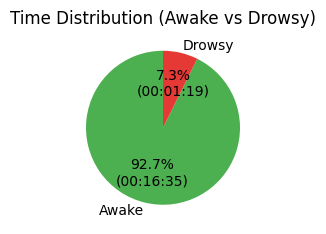 Time Distribution (Awake vs Drowsy)
Drowsy
7.3%
(00:01:19)
92.7%
(00:16:35)
Awake